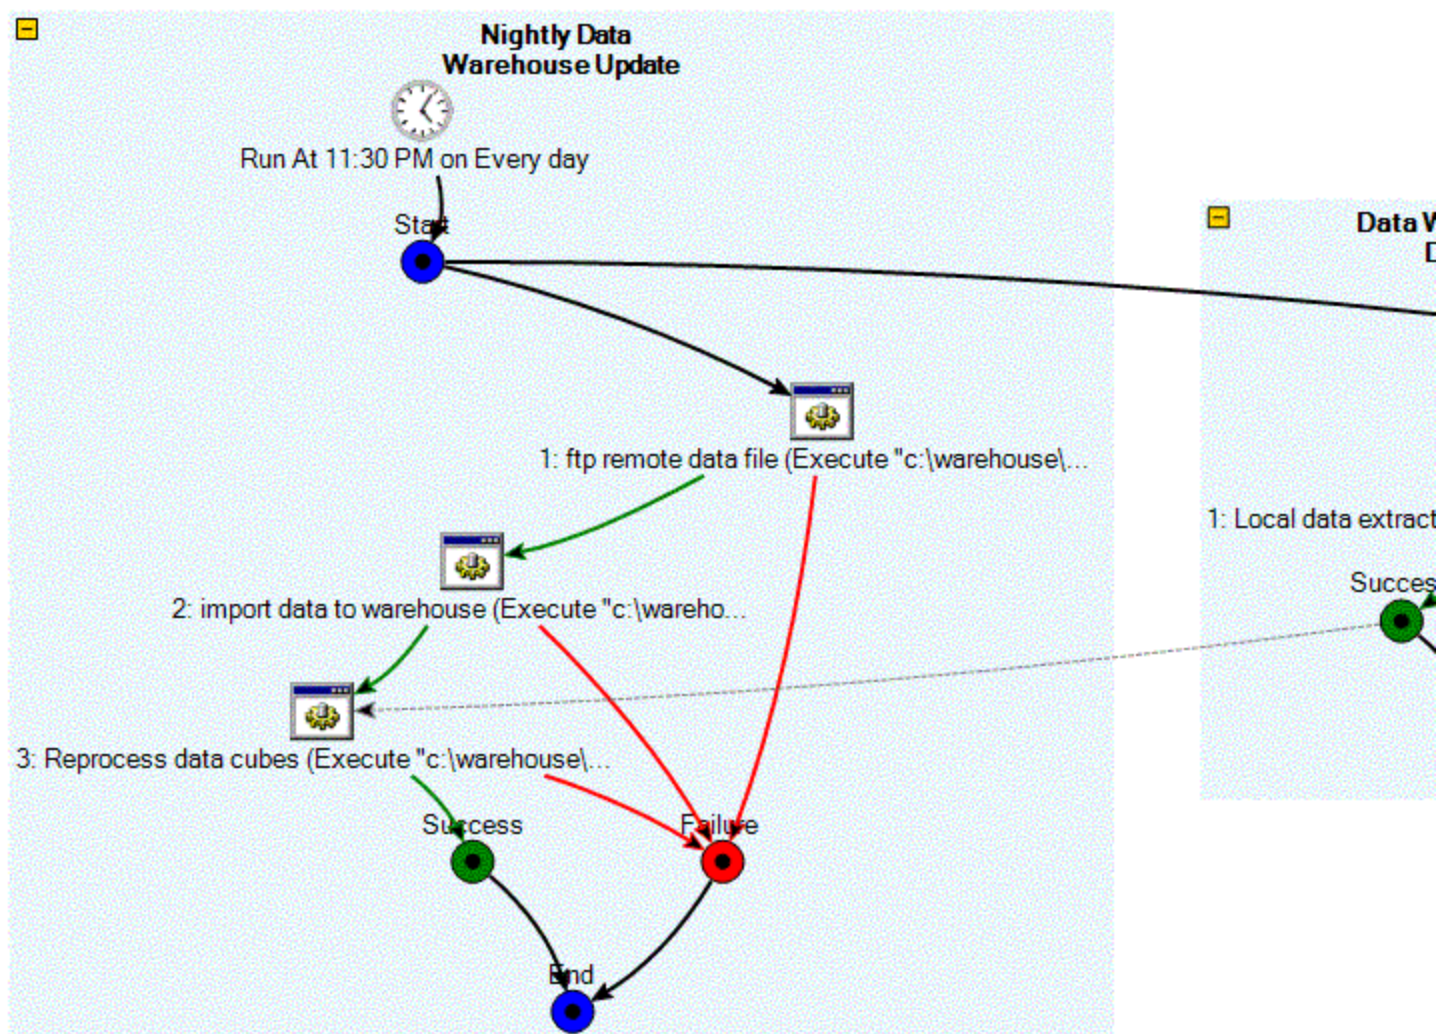 Nightly Data
Warehouse Update
Run At 11:30 PM on Every day
Start
1: ftp remote data file (Execute "c:\warehouse\...
2: import data to warehouse (Execute "c:\wareho...
3: Reprocess data cubes (Execute "c:\warehouse\...
Success
Failure
End
Data
1: Local data extract